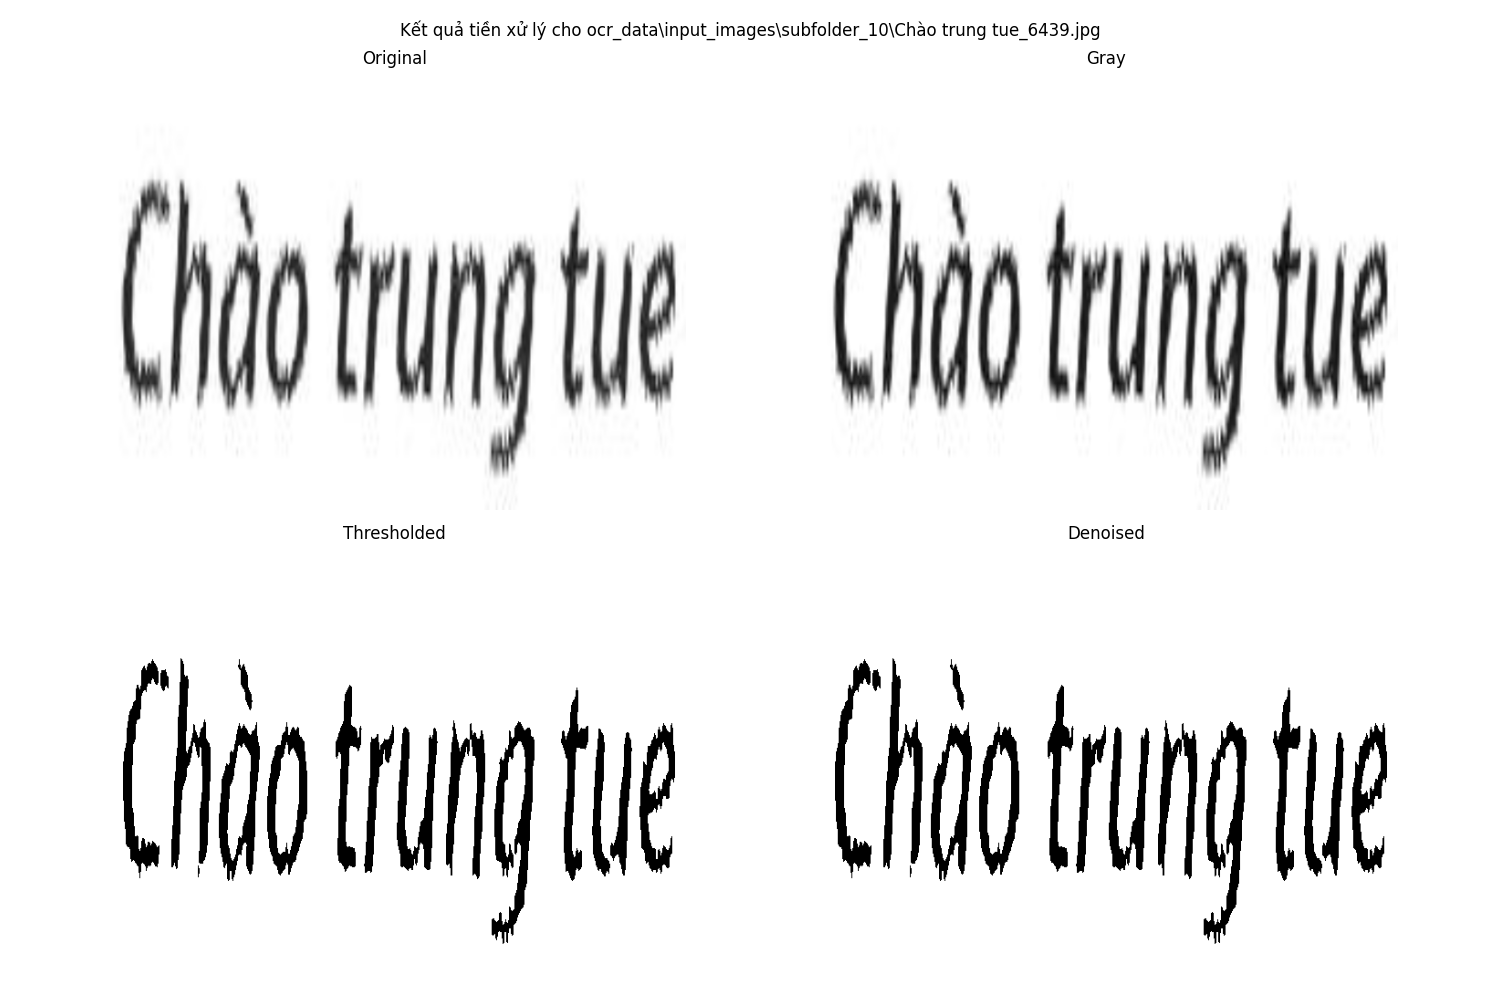 Kết quả tiền xử lý cho ocr_data\input_images\subfolder_10\Chào trung tue_6439.jpg
Original
Gray
Chào trung tue
Chào trung tue
Thresholded
Denoised
Chào trung tue
Chào trung tue